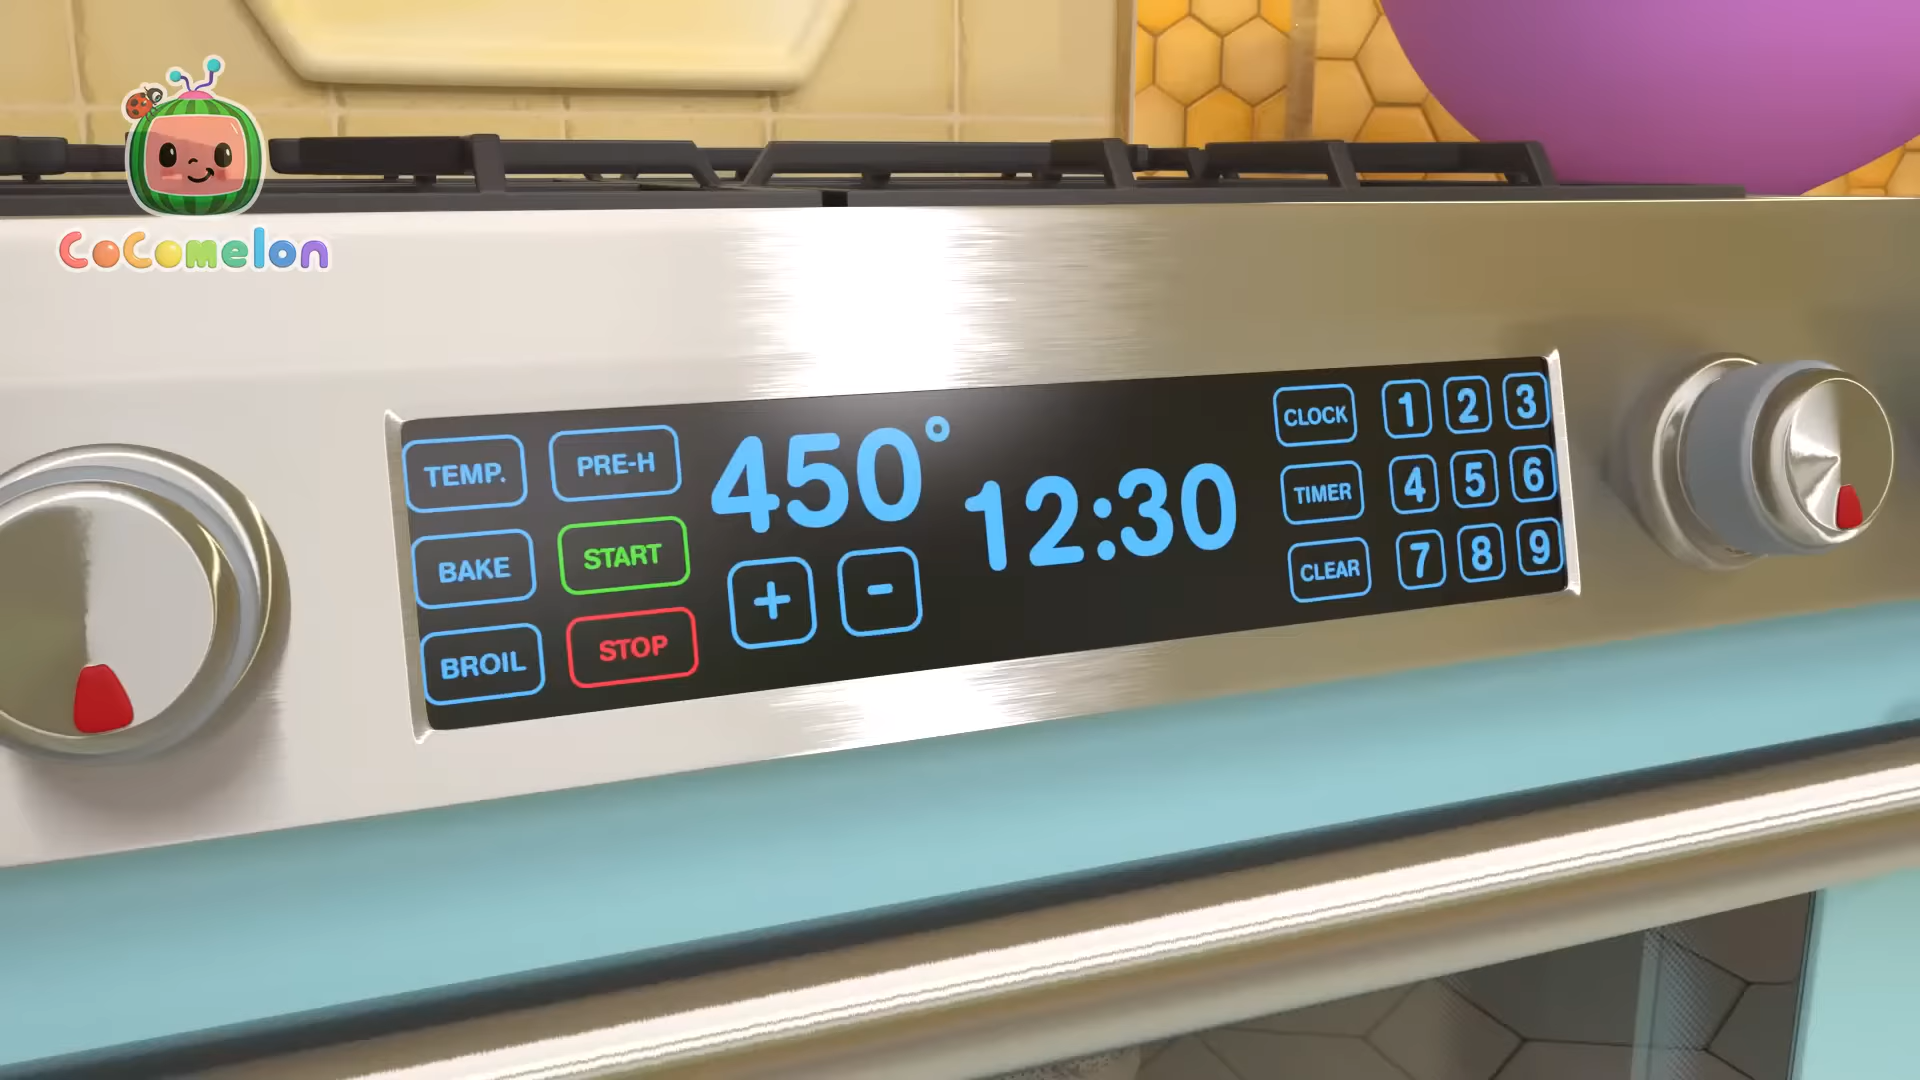 CoComelon
TEMP.
PRE-H
450°
12:30
CLOCK
1 2 3
BAKE
START
+ -
TIMER
4 5 6
BROIL
STOP
CLEAR
7 8 9